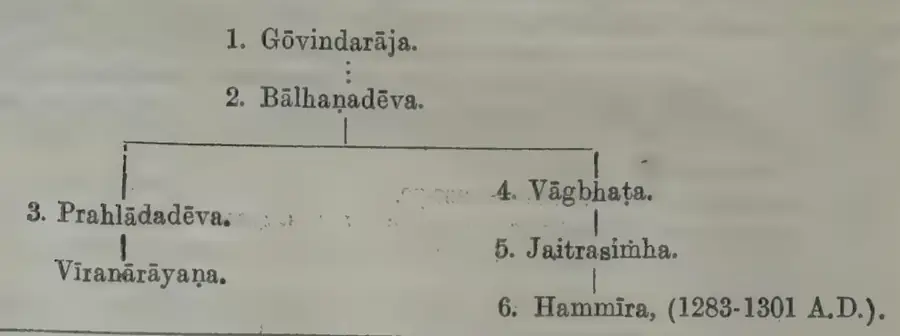 1. Gōvindarāja.
2. Bālhaṇadēva.
3. Prahlādadēva.
4. Vāgbhaṭa.
Vīranārāyaṇa.
5. Jaitrasiṁha.
6. Hammīra, (1283-1301 A.D.).